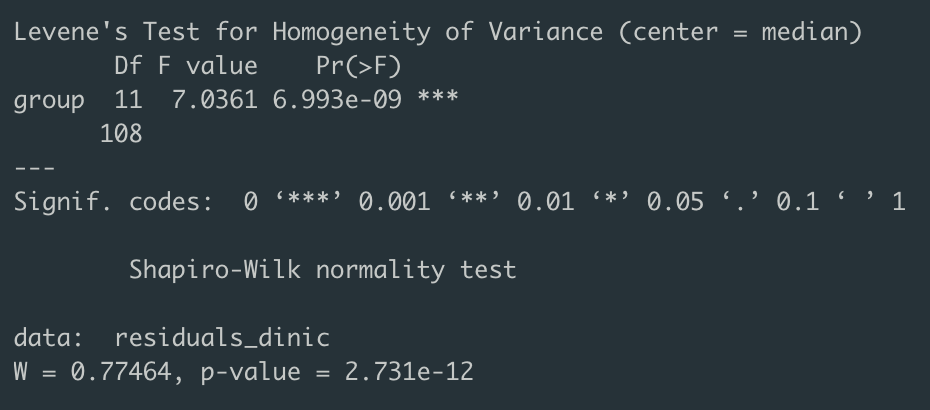 Levene's Test for Homogeneity of Variance (center = median)
       Df F value    Pr(>F)
group  11  7.0361 6.993e-09 ***
      108
---
Signif. codes:  0 ‘***’ 0.001 ‘**’ 0.01 ‘*’ 0.05 ‘.’ 0.1 ‘ ’ 1
        Shapiro-Wilk normality test
data:  residuals_dinic
W = 0.77464, p-value = 2.731e-12